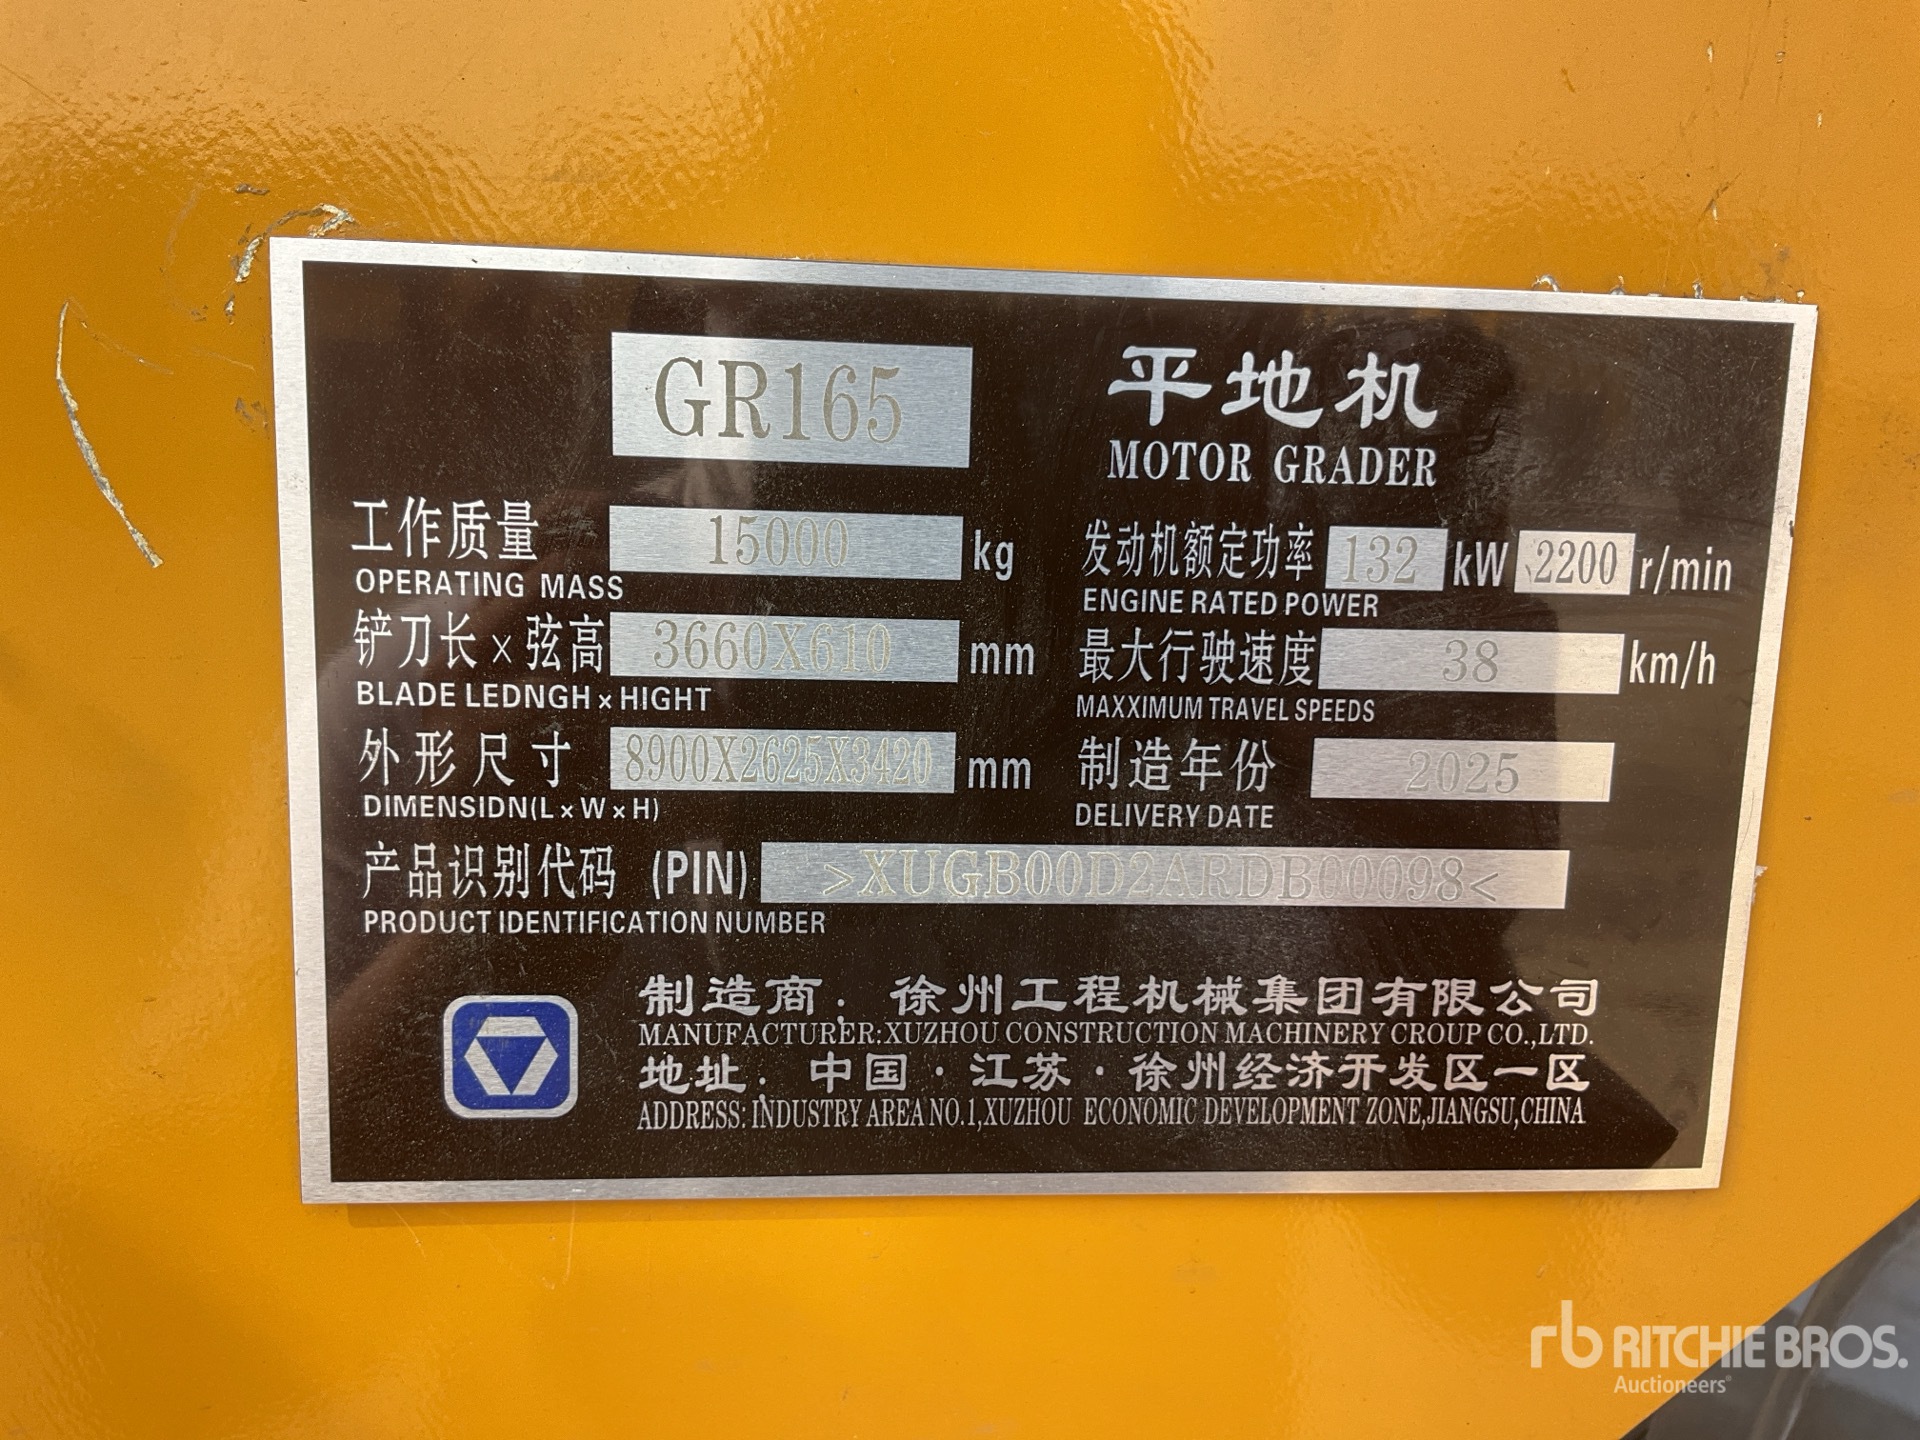 GR165 平地机
MOTOR GRADER
工作质量 15000 kg 发动机额定功率 132 kW 2200 r/min
OPERATING MASS ENGINE RATED POWER
铲刀长×弦高 3660X610 mm 最大行驶速度 38 km/h
BLADE LEDNGH×HIGHT MAXXIMUM TRAVEL SPEEDS
外形尺寸 8900X2625X3420 mm 制造年份 2025
DIMENSIDN(L×W×H) DELIVERY DATE
产品识别代码 (PIN) >XUGB00D2ARDB00098<
PRODUCT IDENTIFICATION NUMBER
制造商：徐州工程机械集团有限公司
MANUFACTURER:XUZHOU CONSTRUCTION MACHINERY CROUP CO.,LTD.
地址：中国·江苏·徐州经济开发区一区
ADDRESS:INDUSTRY AREA NO.1,XUZHOU ECONOMIC DEVELOPMENT ZONE,JIANGSU,CHINA
rb RITCHIE BROS.
Auctioneers®